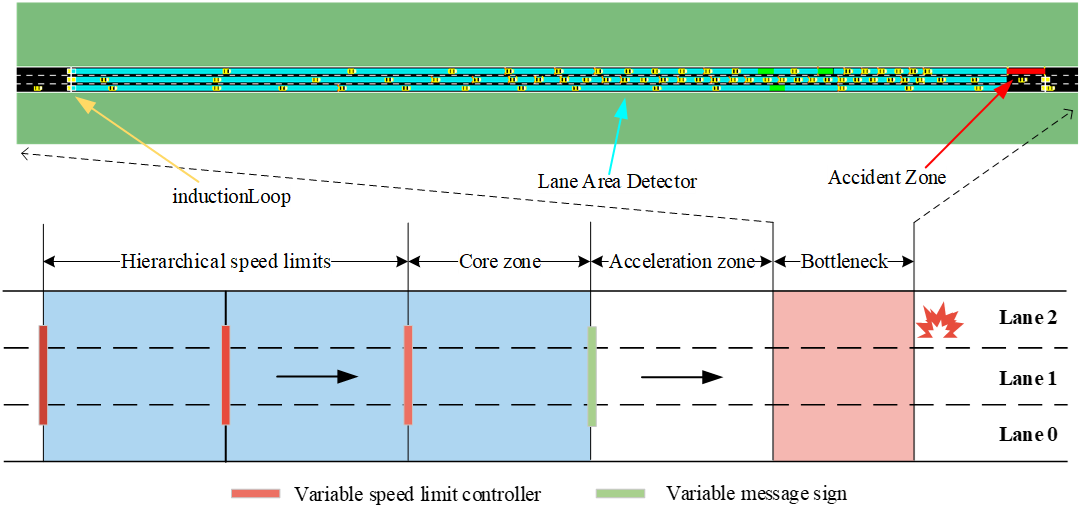 inductionLoop
Lane Area Detector
Accident Zone
Hierarchical speed limits
Core zone
Acceleration zone
Bottleneck
Lane 2
Lane 1
Lane 0
Variable speed limit controller
Variable message sign